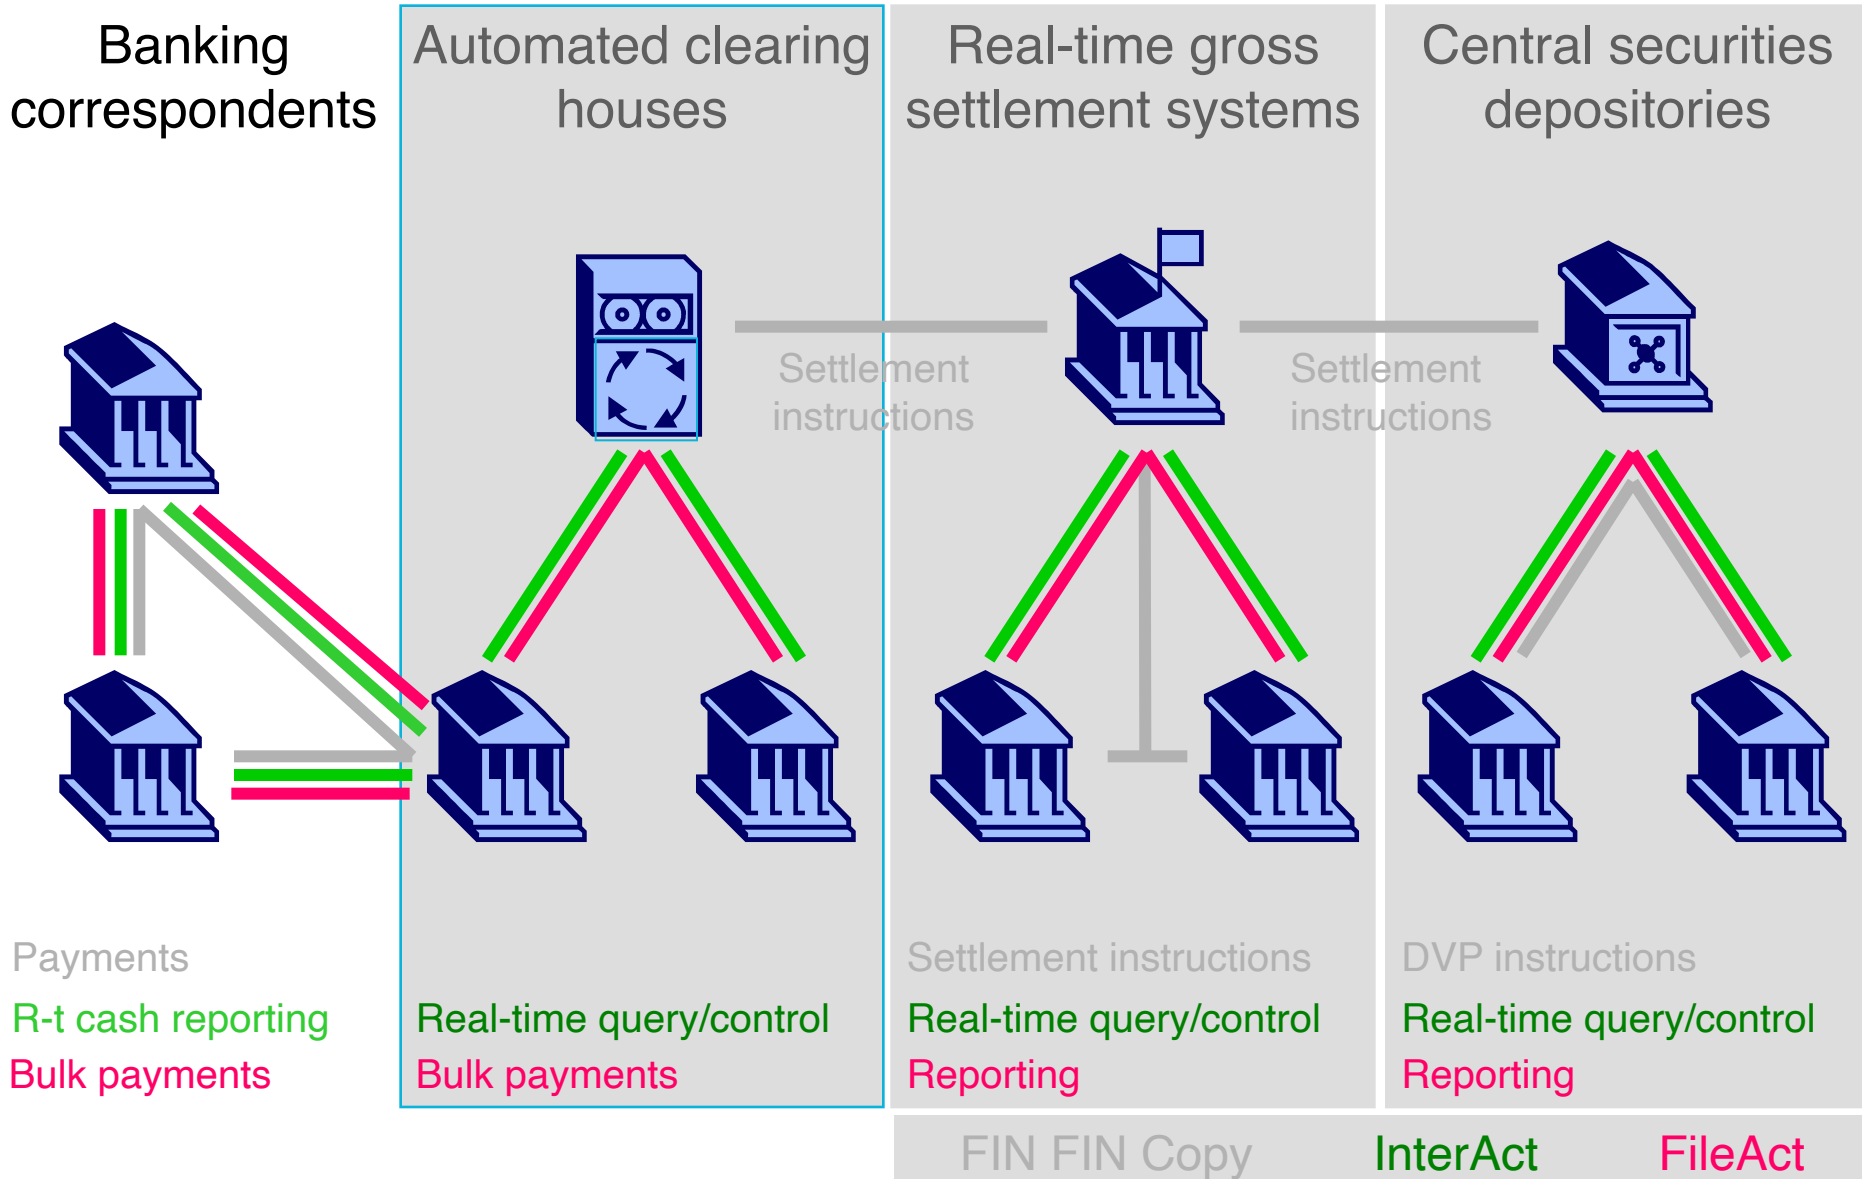 Banking
correspondents
Automated clearing
houses
Real-time gross
settlement systems
Central securities
depositories
Settlement
instructions
Settlement
instructions
Payments
R-t cash reporting
Bulk payments
Real-time query/control
Bulk payments
Settlement instructions
Real-time query/control
Reporting
DVP instructions
Real-time query/control
Reporting
FIN FIN Copy InterAct FileAct